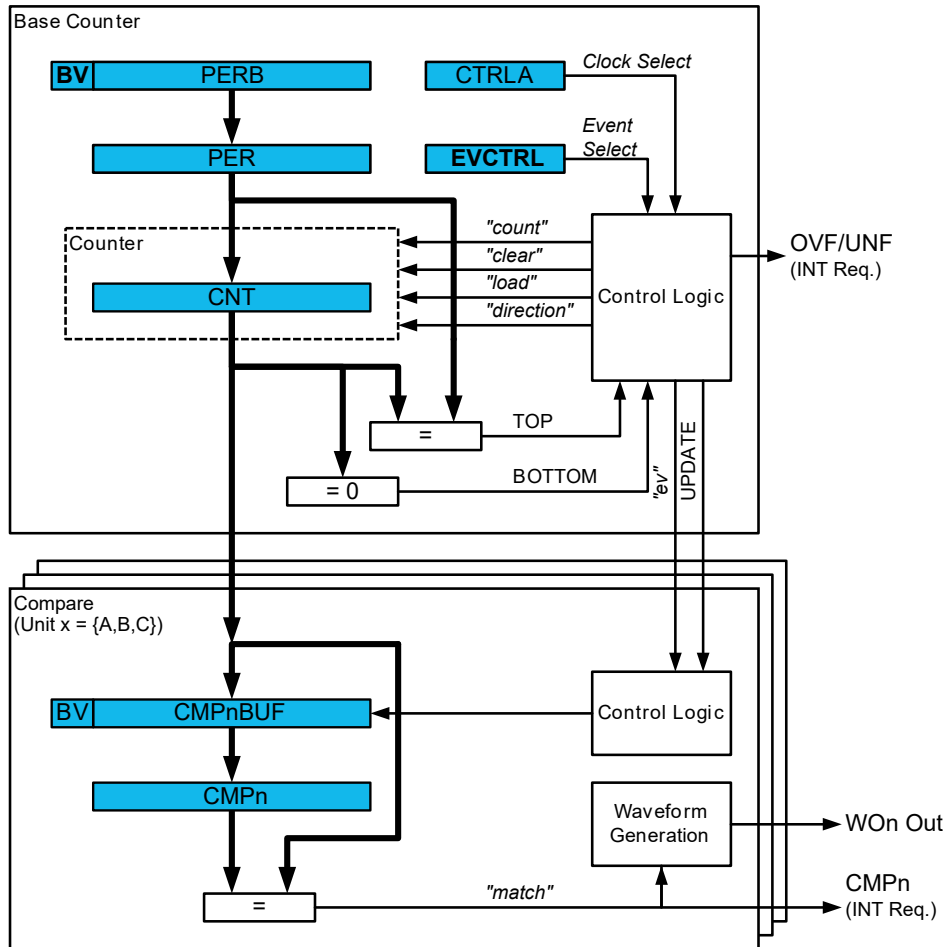 Base Counter
BV PERB
CTRLA
Clock Select
PER
EVCTRL
Event
Select
Counter
CNT
"count"
"clear"
"load"
"direction"
Control Logic
OVF/UNF
(INT Req.)
=
TOP
= 0
BOTTOM
"ev"
UPDATE
Compare
(Unit x = {A,B,C})
BV CMPnBUF
Control Logic
CMPn
Waveform
Generation
WOn Out
=
"match"
CMPn
(INT Req.)